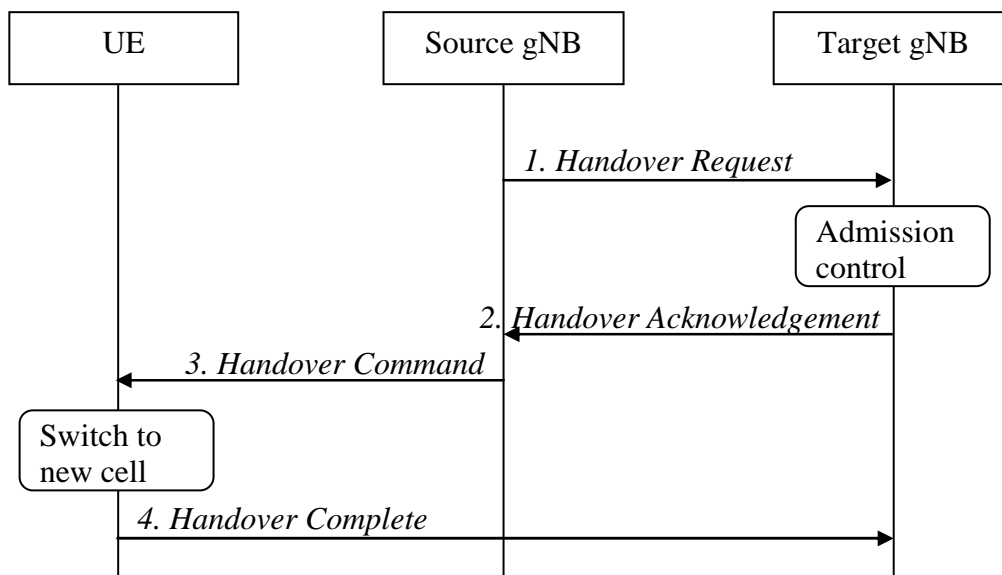 UE
Source gNB
Target gNB
1. Handover Request
Admission
control
2. Handover Acknowledgement
3. Handover Command
Switch to
new cell
4. Handover Complete